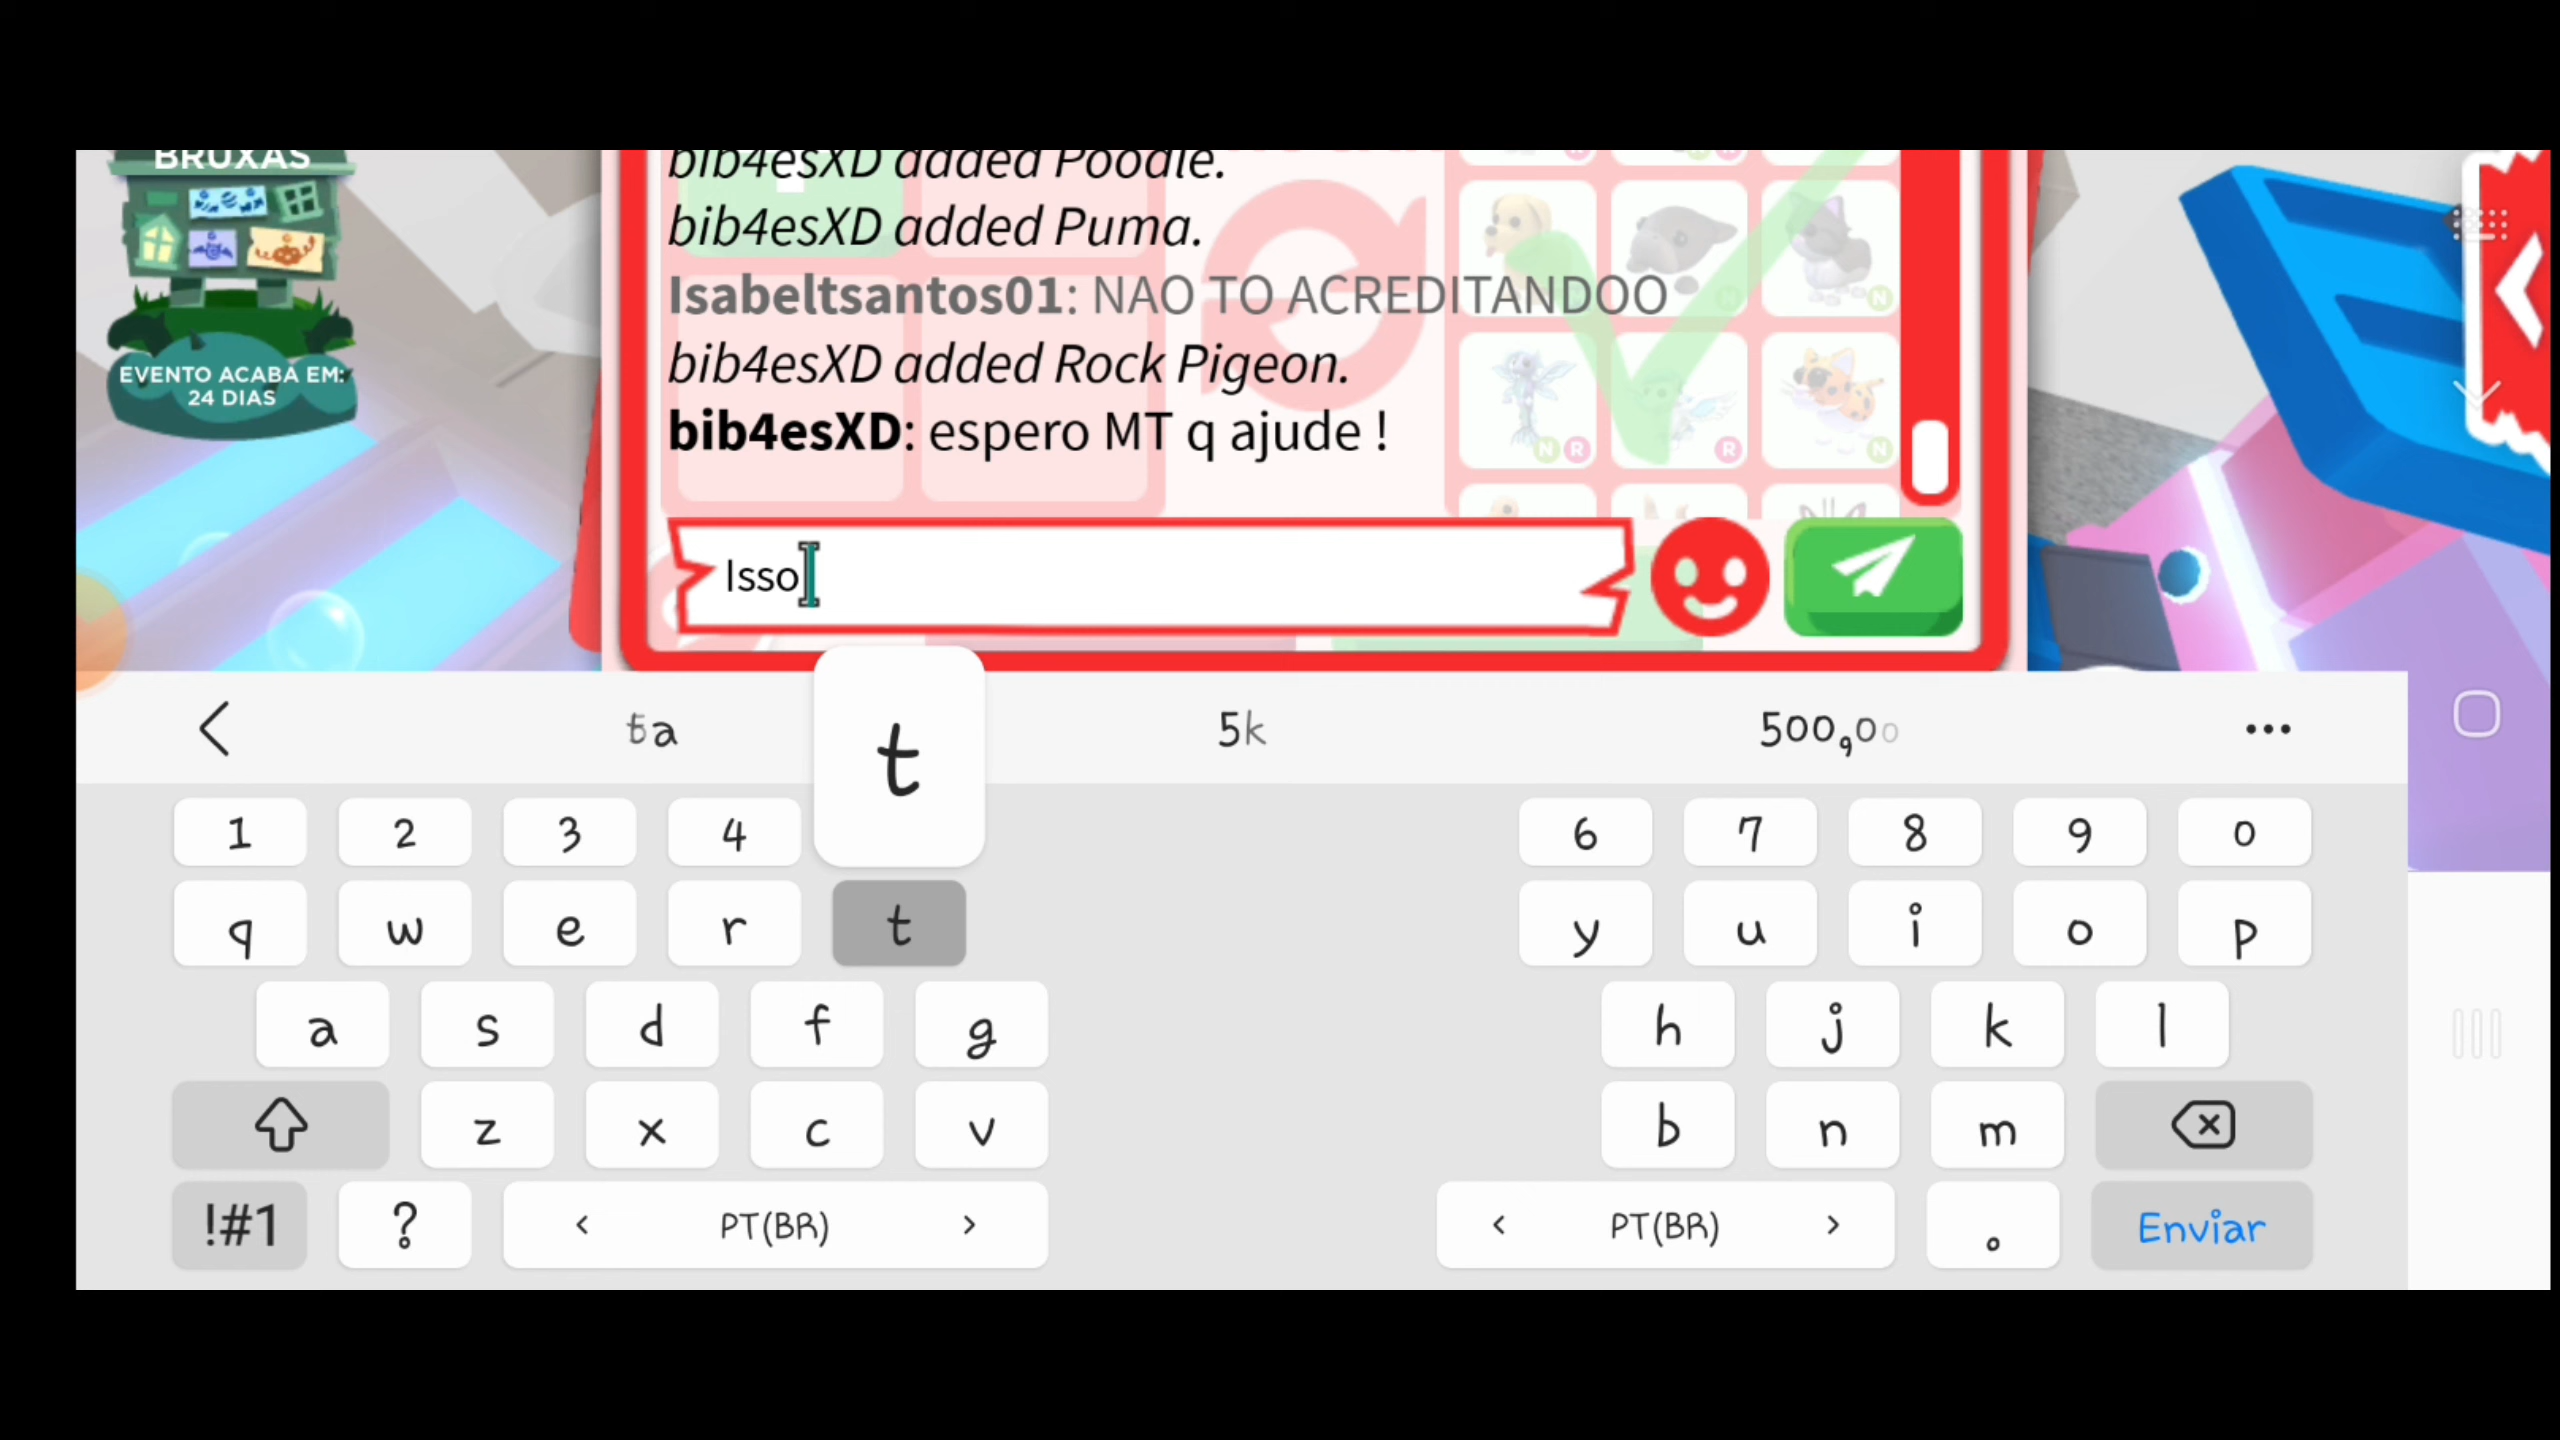 BRUXAS
EVENTO ACABA EM:
24 DIAS
bib4esXD added Poodle.
bib4esXD added Puma.
Isabeltsantos01: NAO TO ACREDITANDOO
bib4esXD added Rock Pigeon.
bib4esXD: espero MT q ajude !
N R
R
N
N
Isso
5k
500,00
t
1 2 3 4 6 7 8 9 0
q w e r t y u i o p
a s d f g h j k l
z x c v b n m
!#1 ? < PT(BR) > < PT(BR) > . Enviar